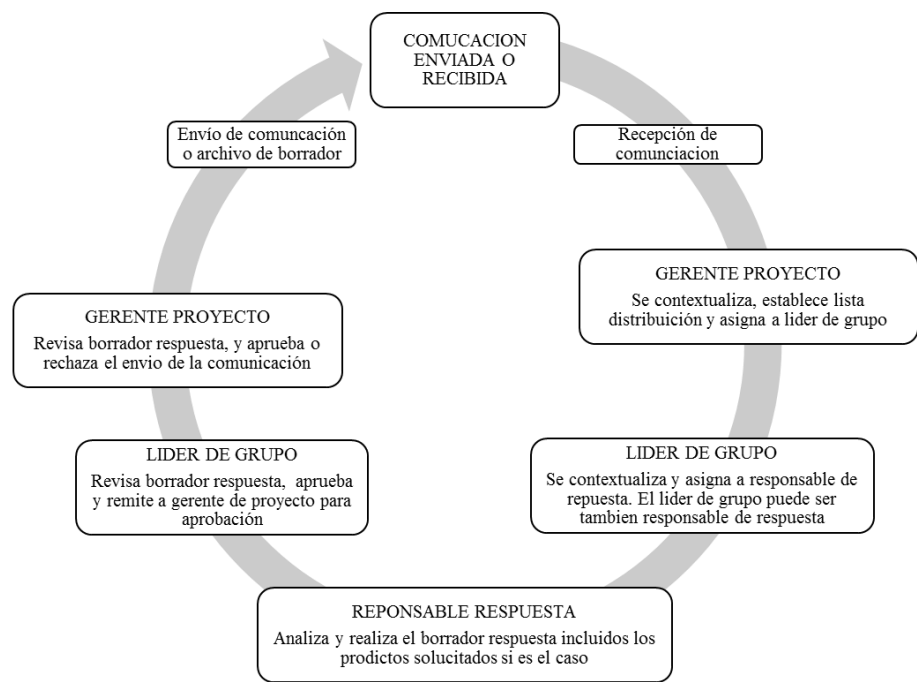 COMUCACION
ENVIADA O
RECIBIDA
Recepción de
comunciacion
GERENTE PROYECTO
Se contextualiza, establece lista
distribuición y asigna a lider de grupo
LIDER DE GRUPO
Se contextualiza y asigna a responsable de
repuesta. El lider de grupo puede ser
tambien responsable de respuesta
REPONSABLE RESPUESTA
Analiza y realiza el borrador respuesta incluidos los
prodictos solucitados si es el caso
LIDER DE GRUPO
Revisa borrador respuesta, aprueba
y remite a gerente de proyecto para
aprobación
GERENTE PROYECTO
Revisa borrador respuesta, y aprueba o
rechaza el envio de la comunicación
Envío de comuncación
o archivo de borrador